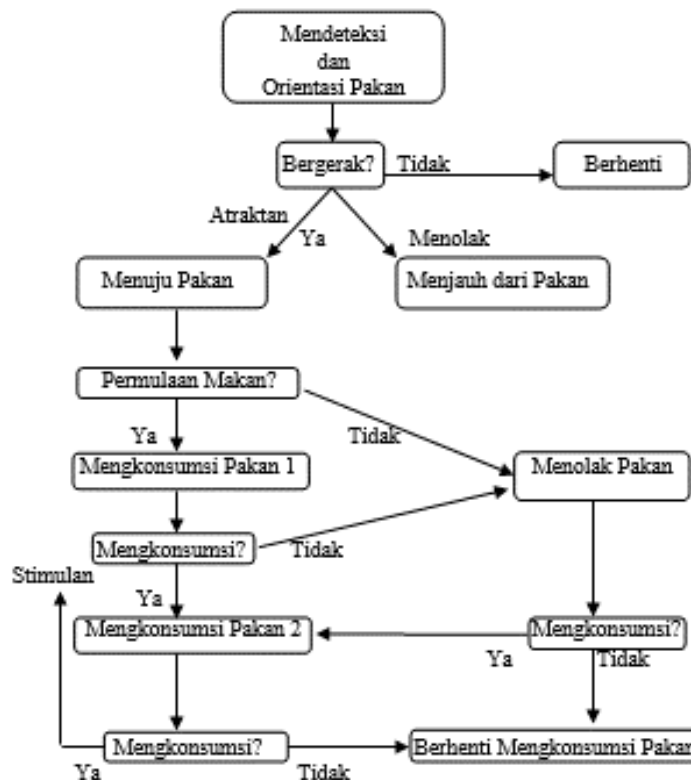 Mendeteksi
dan
Orientasi Pakan
Bergerak?
Tidak
Berhenti
Atraktan
Ya
Menolak
Menuju Pakan
Menjauh dari Pakan
Permulaan Makan?
Ya
Tidak
Mengkonsumsi Pakan 1
Menolak Pakan
Mengkonsumsi?
Tidak
Stimulan
Ya
Mengkonsumsi Pakan 2
Mengkonsumsi?
Ya
Tidak
Mengkonsumsi?
Berhenti Mengkonsumsi Pakan
Ya
Tidak